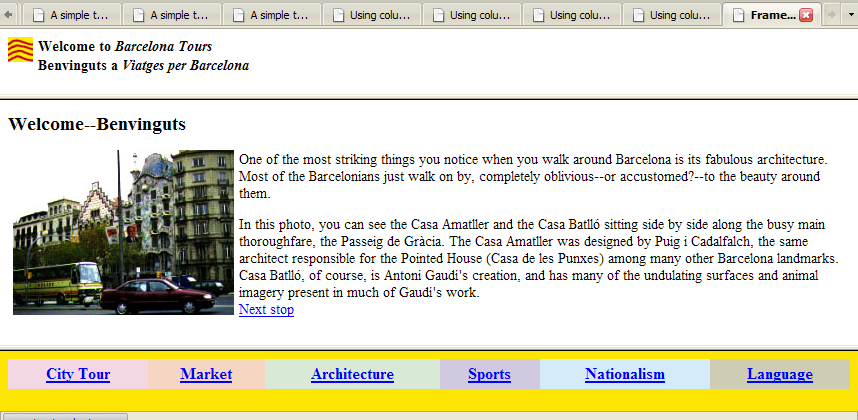 A simple t...
A simple t...
A simple t...
Using colu...
Using colu...
Using colu...
Using colu...
Frame...
Welcome to Barcelona Tours
Benvinguts a Viatges per Barcelona
Welcome--Benvinguts
One of the most striking things you notice when you walk around Barcelona is its fabulous architecture.
Most of the Barcelonians just walk on by, completely oblivious--or accustomed?--to the beauty around
them.
In this photo, you can see the Casa Amatller and the Casa Batlló sitting side by side along the busy main
thoroughfare, the Passeig de Gràcia. The Casa Amatller was designed by Puig i Cadalfalch, the same
architect responsible for the Pointed House (Casa de les Punxes) among many other Barcelona landmarks.
Casa Batlló, of course, is Antoni Gaudí's creation, and has many of the undulating surfaces and animal
imagery present in much of Gaudí's work.
Next stop
City Tour
Market
Architecture
Sports
Nationalism
Language